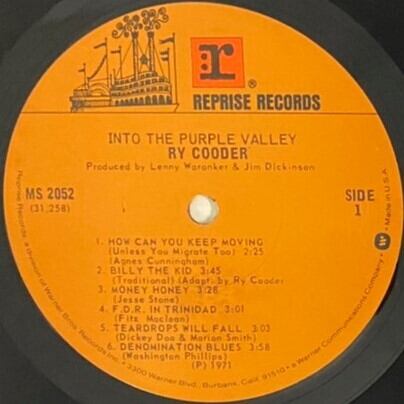 r
®
REPRISE RECORDS
INTO THE PURPLE VALLEY
RY COODER
Produced by Lenny Waronker & Jim Dickinson
MS 2052
(31,258)
SIDE
1
1. HOW CAN YOU KEEP MOVING
(Unless You Migrate Too) 2:25
(Agnes Cunningham)
2. BILLY THE KID 3:45
(Traditional) (Adapt. by Ry Cooder
3. MONEY HONEY 3:28
(Jesse Stone)
4. F.D.R. IN TRINIDAD 3:01
(Fitz Maclean)
5. TEARDROPS WILL FALL 3:03
(Dickey Doo & Marion Smith)
6. DENOMINATION BLUES 3:58
(Washington Phillips)
(P) 1971
Reprise Records, a division of Warner Bros. Records Inc. • 3300 Warner Blvd., Burbank, Calif. 91510 • a Warner Communications Company • W • Made in U.S.A.